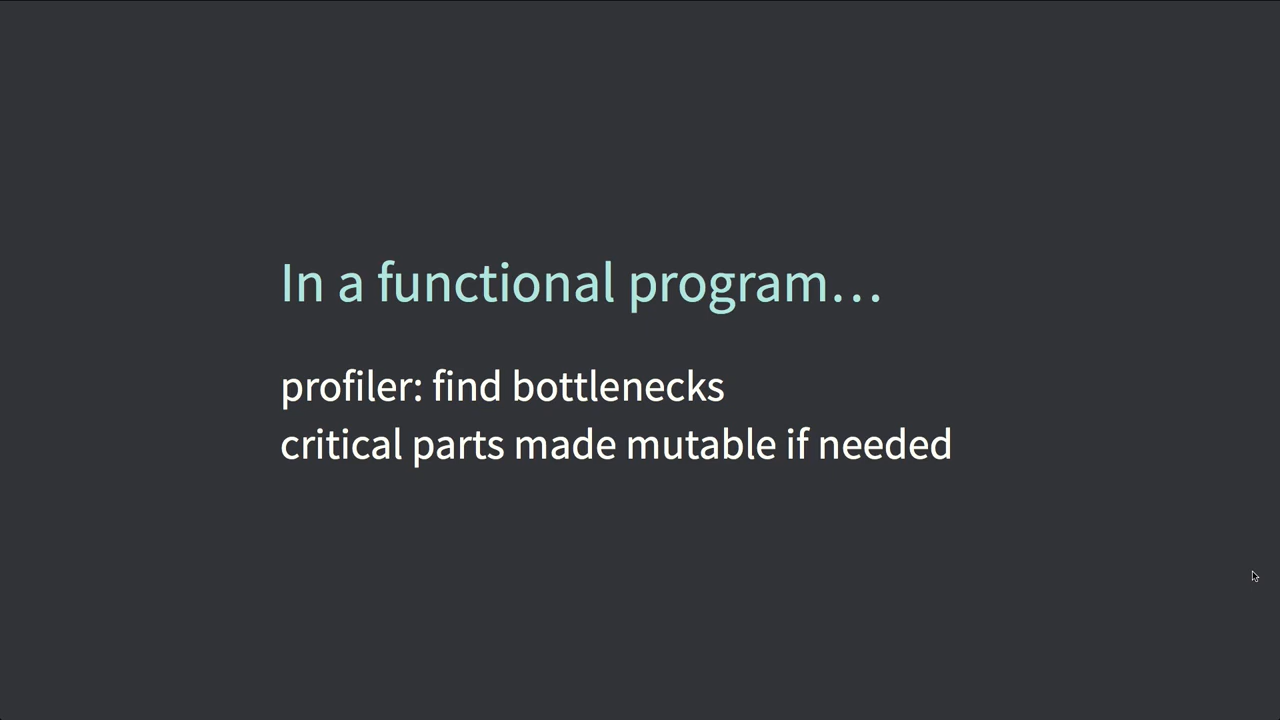 In a functional program…
profiler: find bottlenecks
critical parts made mutable if needed